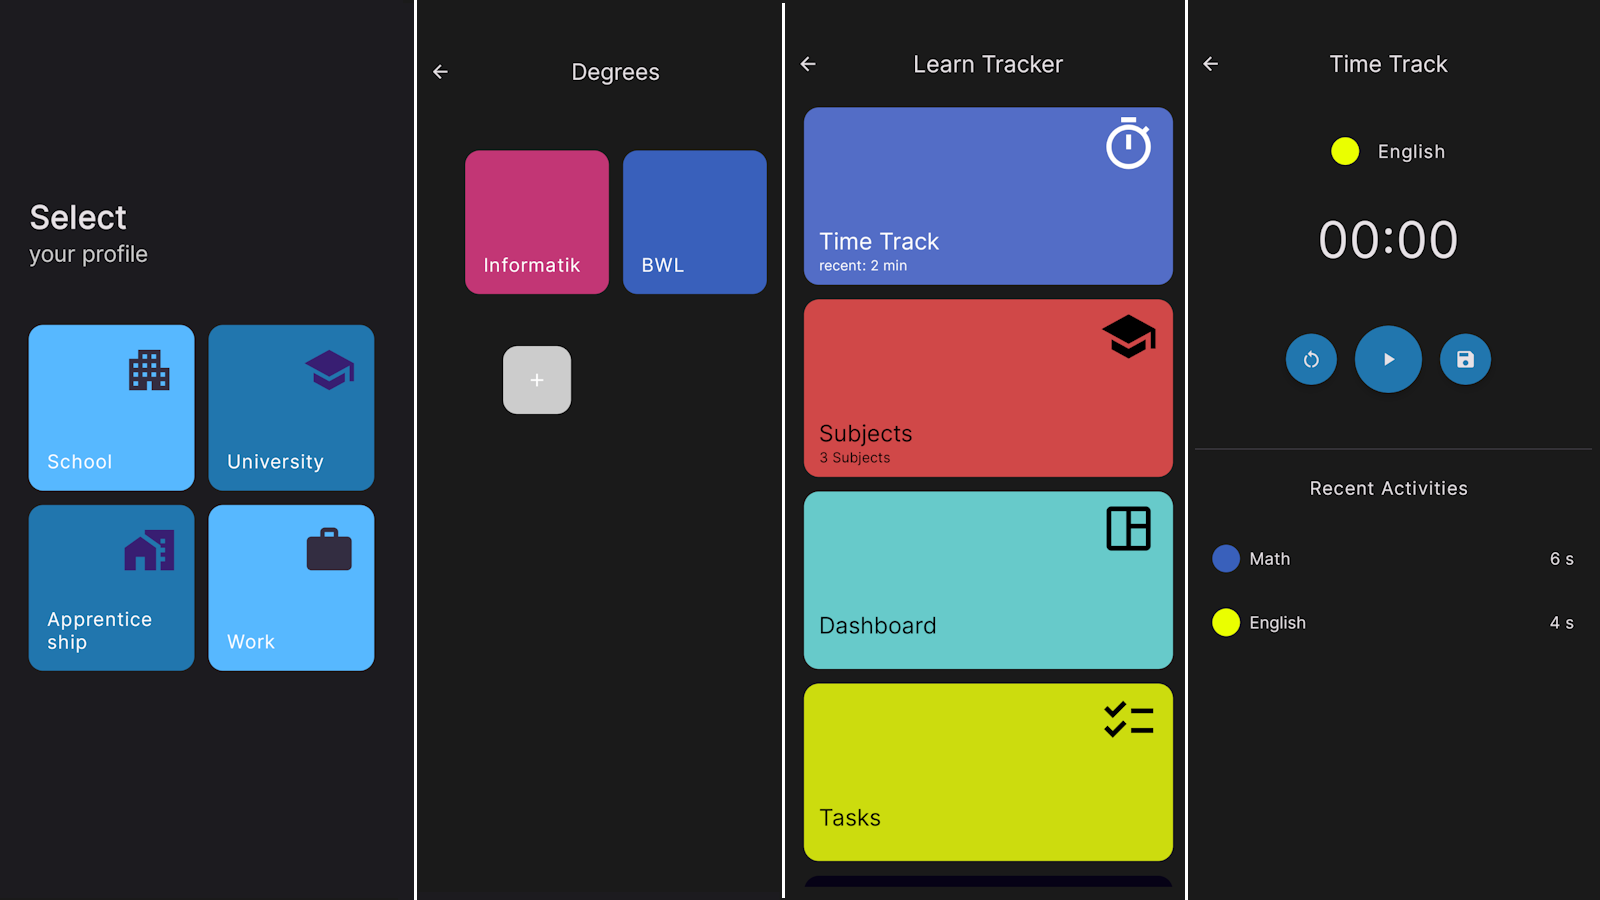 Select
your profile
School
University
Apprentice
ship
Work
Degrees
Informatik
BWL
+
Learn Tracker
Time Track
recent: 2 min
Subjects
3 Subjects
Dashboard
Tasks
Time Track
English
00:00
Recent Activities
Math 6 s
English 4 s